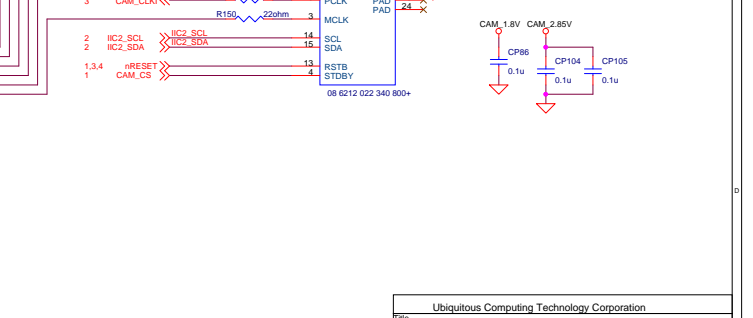 3 CAM_CLKI PCLK PAD
PAD 24
R150 22ohm 3 MCLK
CAM_1.8V CAM_2.85V
2 IIC2_SCL IIC2_SCL 14 SCL
2 IIC2_SDA IIC2_SDA 15 SDA
CP86 0.1u
CP104 0.1u
CP105 0.1u
1,3,4 nRESET 13 RSTB
1 CAM_CS 4 STDBY
08 6212 022 340 800+
D
Ubiquitous Computing Technology Corporation
Title